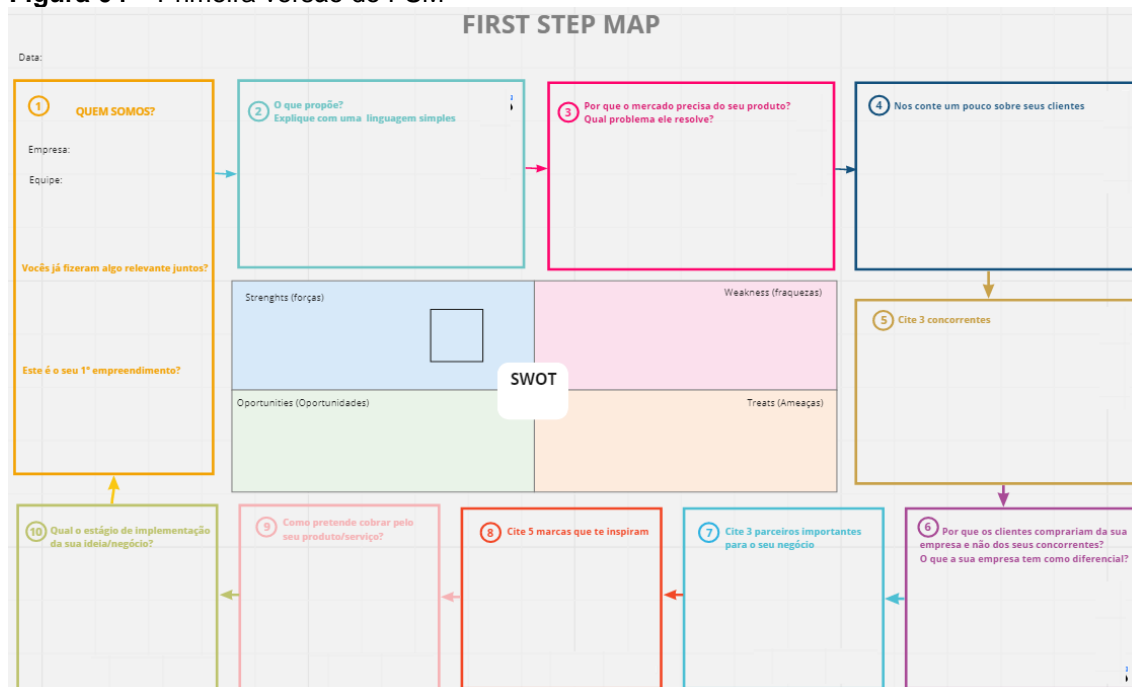 FIRST STEP MAP
Data:
1
QUEM SOMOS?
Empresa:
Equipe:
Vocês já fizeram algo relevante juntos?
Este é o seu 1º empreendimento?
2
O que propõe?
Explique com uma linguagem simples
3
Por que o mercado precisa do seu produto?
Qual problema ele resolve?
4
Nos conte um pouco sobre seus clientes
5
Cite 3 concorrentes
Strenghts (forças)
Weakness (fraquezas)
SWOT
Oportunities (Oportunidades)
Treats (Ameaças)
6
Por que os clientes comprariam da sua
empresa e não dos seus concorrentes?
O que a sua empresa tem como diferencial?
7
Cite 3 parceiros importantes
para o seu negócio
8
Cite 5 marcas que te inspiram
9
Como pretende cobrar pelo
seu produto/serviço?
10
Qual o estágio de implementação
da sua ideia/negócio?